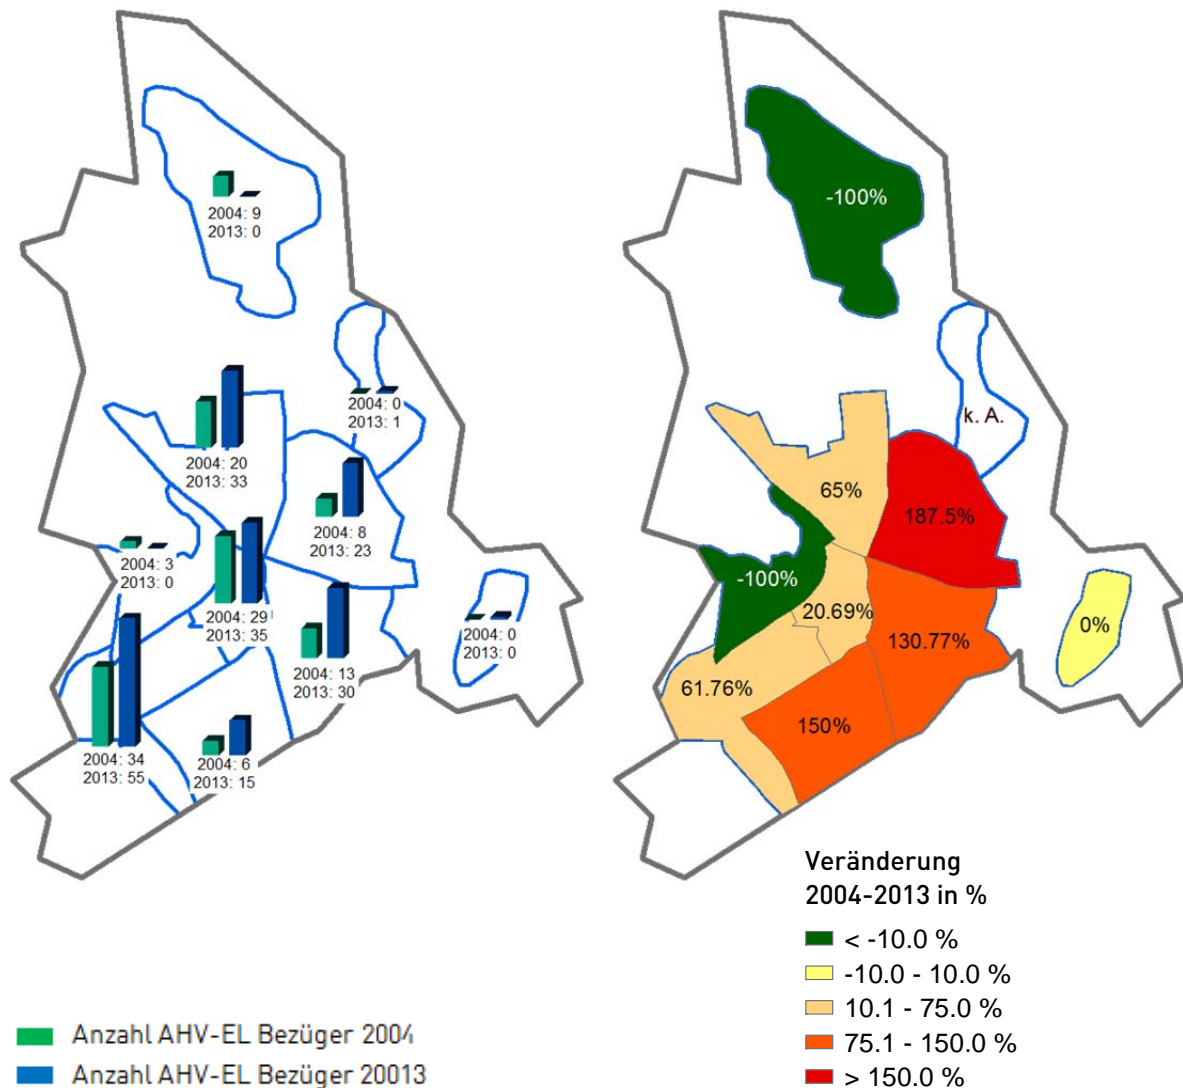 2004: 9
2013: 0
2004: 0
2013: 1
2004: 20
2013: 33
2004: 8
2013: 23
2004: 3
2013: 0
2004: 29
2013: 35
2004: 0
2013: 0
2004: 13
2013: 30
2004: 34
2013: 55
2004: 6
2013: 15
Anzahl AHV-EL Bezüger 2004
Anzahl AHV-EL Bezüger 20013
-100%
k. A.
65%
187.5%
-100%
20.69%
0%
130.77%
61.76%
150%
Veränderung
2004-2013 in %
< -10.0 %
-10.0 - 10.0 %
10.1 - 75.0 %
75.1 - 150.0 %
> 150.0 %